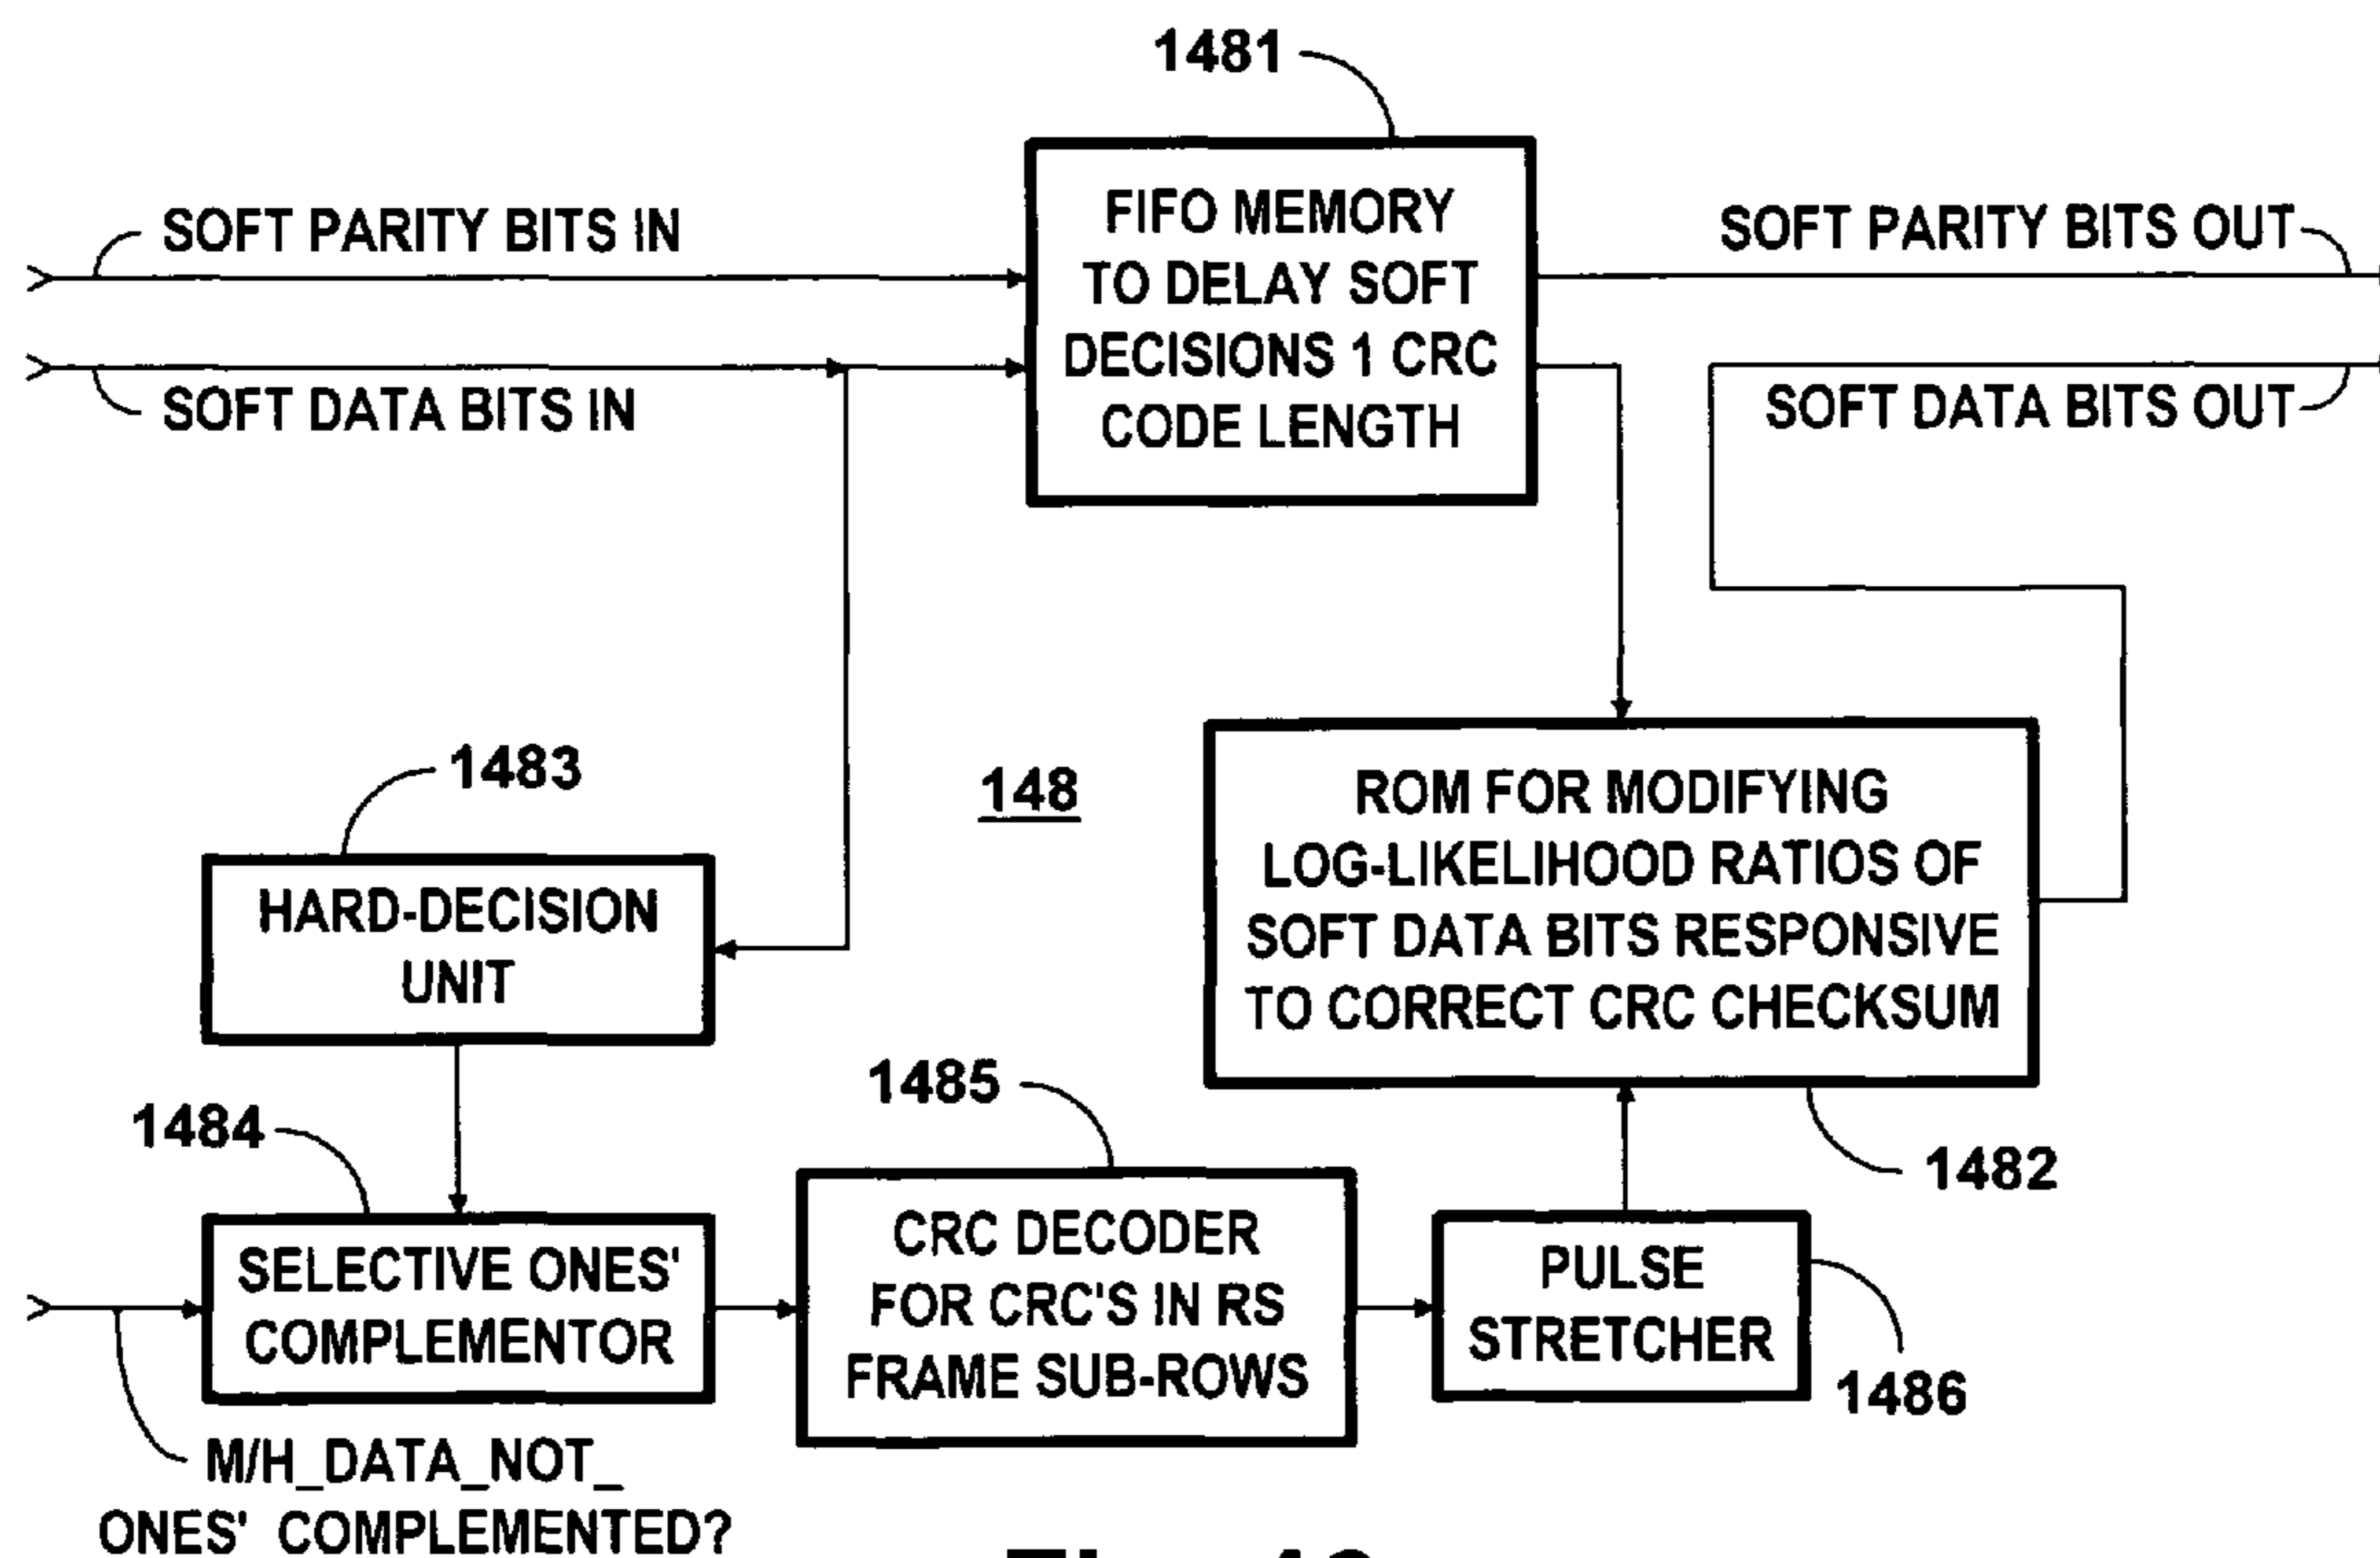 1481
FIFO MEMORY
TO DELAY SOFT
DECISIONS 1 CRC
CODE LENGTH
SOFT PARITY BITS IN
SOFT DATA BITS IN
SOFT PARITY BITS OUT
SOFT DATA BITS OUT
1483
HARD-DECISION
UNIT
148
ROM FOR MODIFYING
LOG-LIKELIHOOD RATIOS OF
SOFT DATA BITS RESPONSIVE
TO CORRECT CRC CHECKSUM
1482
1484
SELECTIVE ONES'
COMPLEMENTOR
M/H_DATA_NOT_
ONES' COMPLEMENTED?
1485
CRC DECODER
FOR CRC'S IN RS
FRAME SUB-ROWS
PULSE
STRETCHER
1486